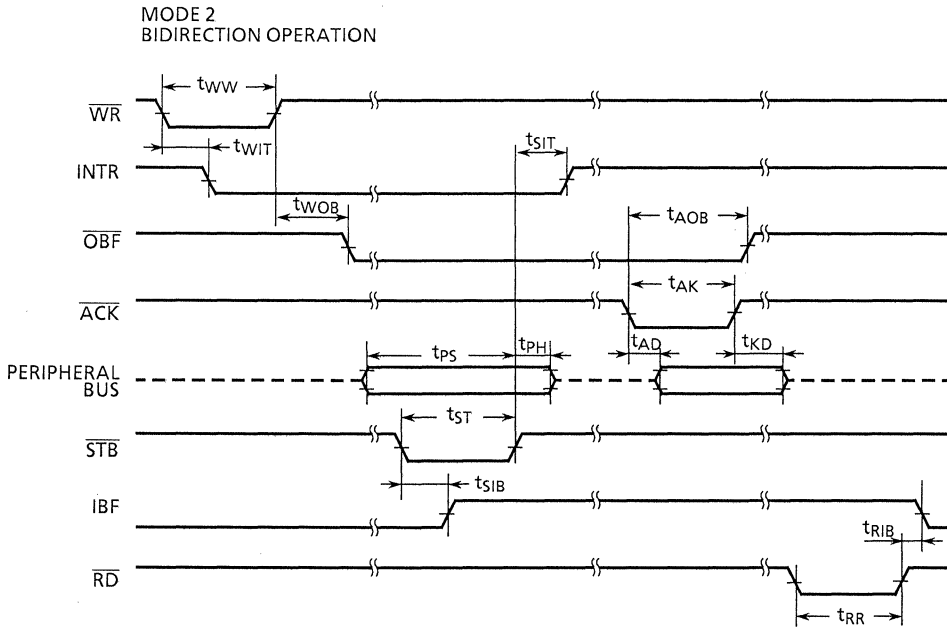 MODE 2
BIDIRECTION OPERATION
tWW
WR
tWIT
tSIT
INTR
tWOB
tAOB
OBF
tAK
ACK
tPS
tPH
tAD
tKD
PERIPHERAL
BUS
tST
STB
tSIB
IBF
tRIB
RD
tRR